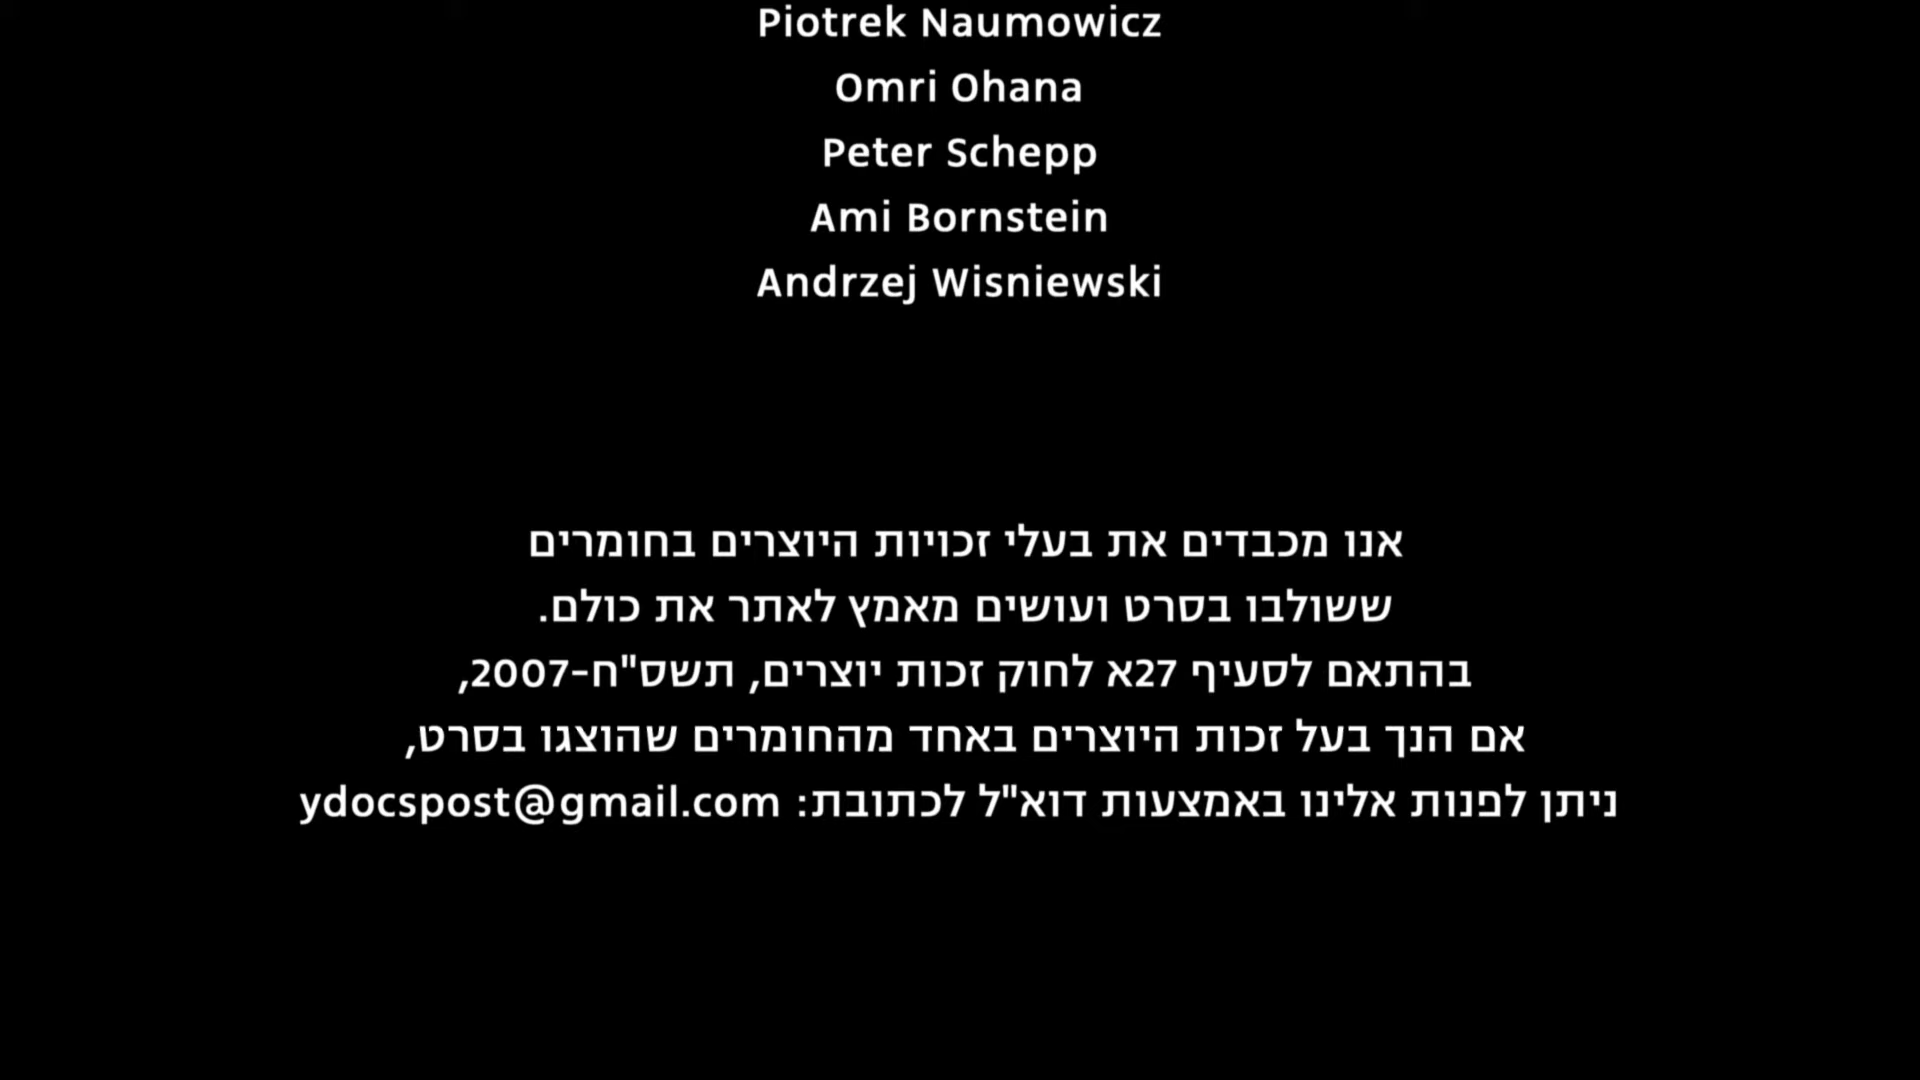 Piotrek Naumowicz
Omri Ohana
Peter Schepp
Ami Bornstein
Andrzej Wisniewski
אנו מכבדים את בעלי זכויות היוצרים בחומרים
ששולבו בסרט ועושים מאמץ לאתר את כולם.
בהתאם לסעיף 27א לחוק זכות יוצרים, תשס"ח-2007,
אם הנך בעל זכות היוצרים באחד מהחומרים שהוצגו בסרט,
ניתן לפנות אלינו באמצעות דוא"ל לכתובת: ydocspost@gmail.com